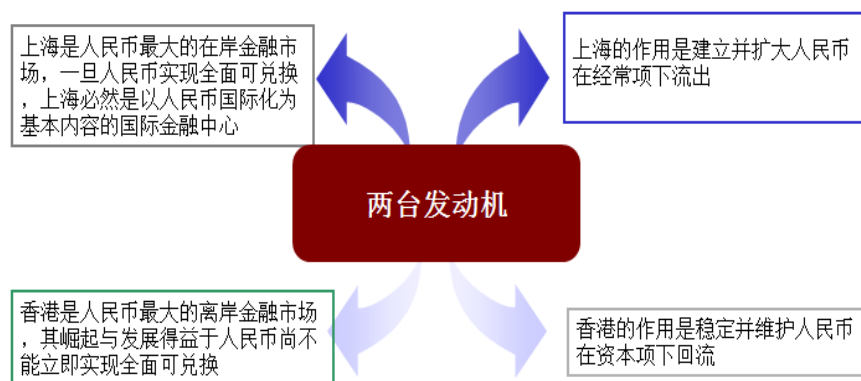 上海是人民币最大的在岸金融市
场，一旦人民币实现全面可兑换
，上海必然是以人民币国际化为
基本内容的国际金融中心
上海的作用是建立并扩大人民币
在经常项下流出
两台发动机
香港是人民币最大的离岸金融市场
，其崛起与发展得益于人民币尚不
能立即实现全面可兑换
香港的作用是稳定并维护人民币
在资本项下回流